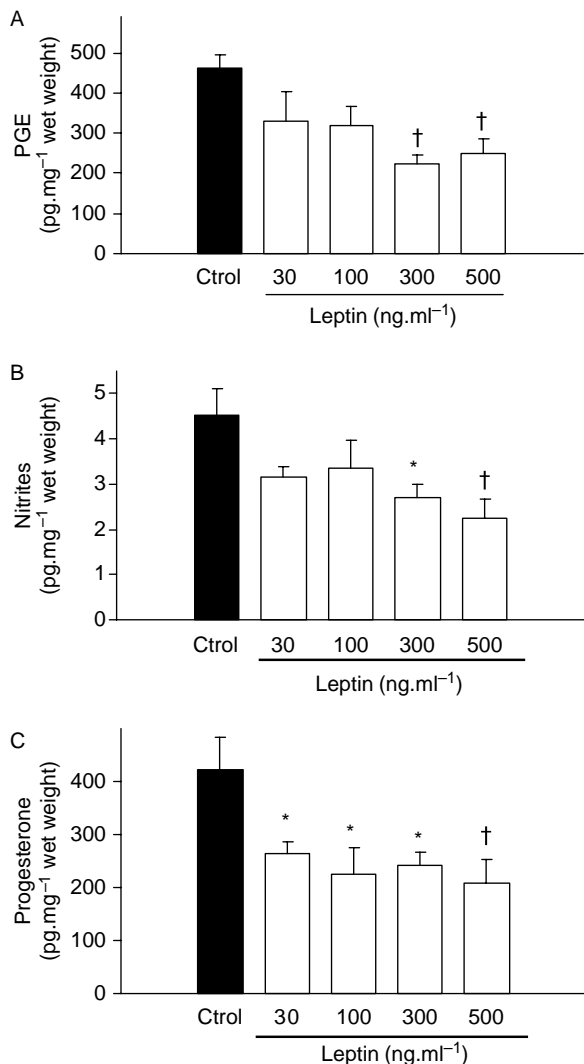 A
PGE
(pg.mg⁻¹ wet weight)
500
400
300
200
100
0
† †
Ctrol 30 100 300 500
Leptin (ng.ml⁻¹)
B
Nitrites
(pg.mg⁻¹ wet weight)
5
4
3
2
1
0
* †
Ctrol 30 100 300 500
Leptin (ng.ml⁻¹)
C
Progesterone
(pg.mg⁻¹ wet weight)
400
300
200
100
0
* * * †
Ctrol 30 100 300 500
Leptin (ng.ml⁻¹)